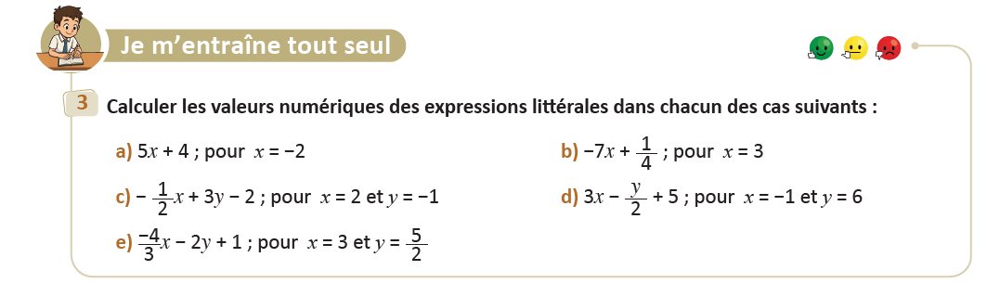 Je m’entraîne tout seul
3 Calculer les valeurs numériques des expressions littérales dans chacun des cas suivants :
a) 5x + 4 ; pour x = −2
b) −7x + 1/4 ; pour x = 3
c) − 1/2 x + 3y − 2 ; pour x = 2 et y = −1
d) 3x − y/2 + 5 ; pour x = −1 et y = 6
e) −4/3 x − 2y + 1 ; pour x = 3 et y = 5/2